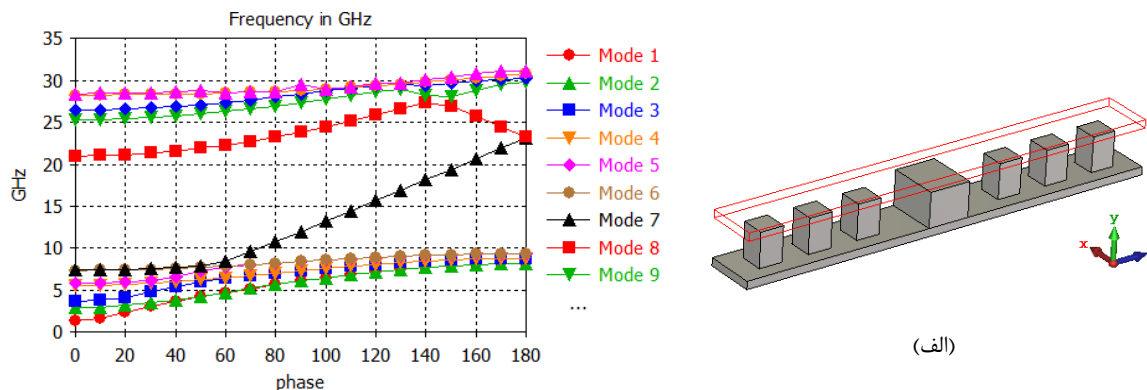 Frequency in GHz
35
30
25
20
15
10
5
0
GHz
0 20 40 60 80 100 120 140 160 180
phase
Mode 1
Mode 2
Mode 3
Mode 4
Mode 5
Mode 6
Mode 7
Mode 8
Mode 9
...
x
y
(الف)